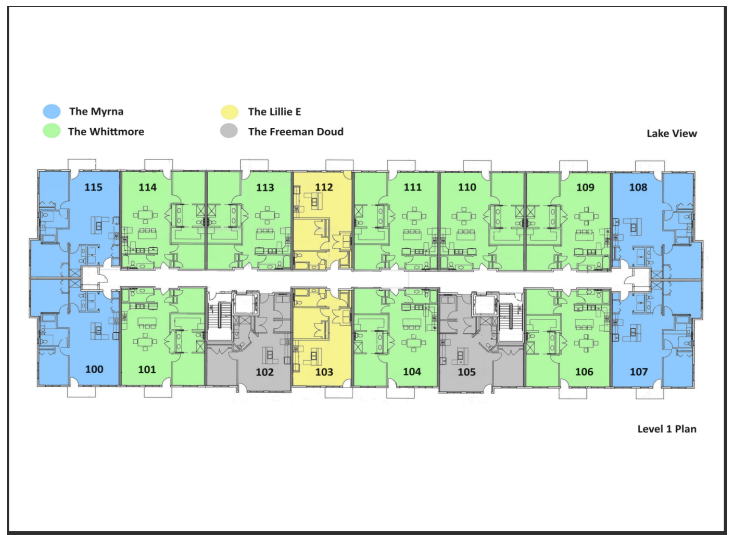 The Myrna
The Lillie E
The Whittmore
The Freeman Doud
Lake View
115 114 113 112 111 110 109 108
100 101 102 103 104 105 106 107
Level 1 Plan